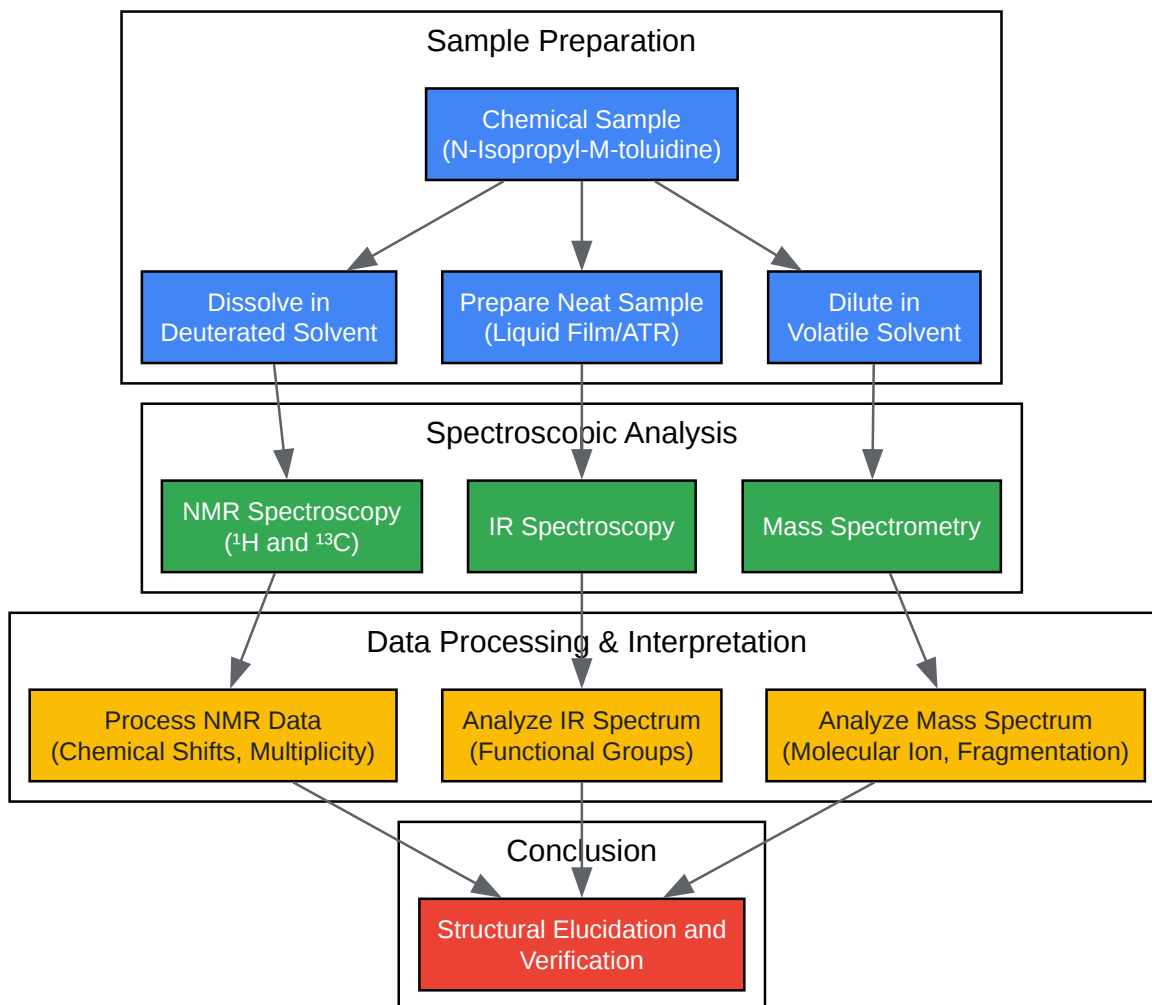 Sample Preparation
Chemical Sample
(N-Isopropyl-M-toluidine)
Dissolve in
Deuterated Solvent
Prepare Neat Sample
(Liquid Film/ATR)
Dilute in
Volatile Solvent
Spectroscopic Analysis
NMR Spectroscopy
(¹H and ¹³C)
IR Spectroscopy
Mass Spectrometry
Data Processing & Interpretation
Process NMR Data
(Chemical Shifts, Multiplicity)
Analyze IR Spectrum
(Functional Groups)
Analyze Mass Spectrum
(Molecular Ion, Fragmentation)
Conclusion
Structural Elucidation and
Verification